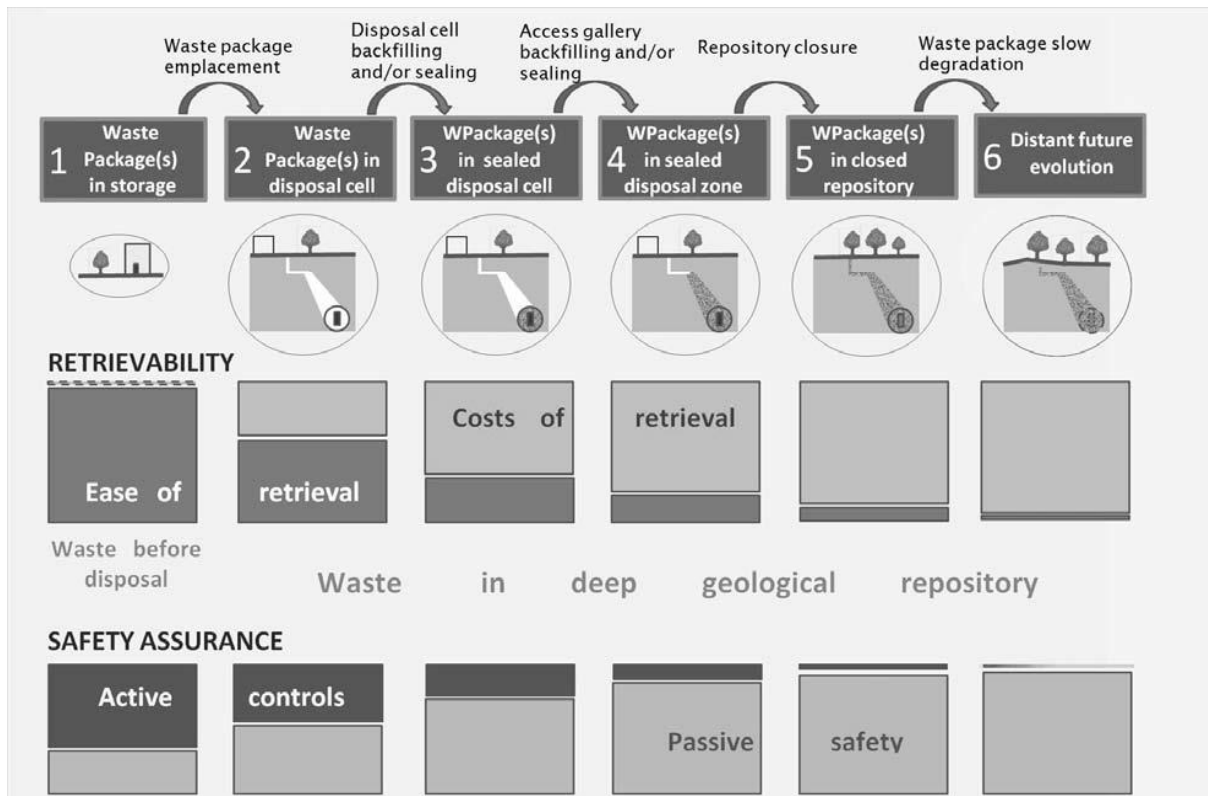 Waste package
emplacement
Disposal cell
backfilling
and/or sealing
Access gallery
backfilling and/or
sealing
Repository closure
Waste package slow
degradation
1
Waste
Package(s)
in storage
2
Waste
Package(s) in
disposal cell
3
WPackage(s)
in sealed
disposal cell
4
WPackage(s)
in sealed
disposal zone
5
WPackage(s)
in closed
repository
6
Distant future
evolution
RETRIEVABILITY
Costs of retrieval
Ease of retrieval
Waste before
disposal
Waste in deep geological repository
SAFETY ASSURANCE
Active controls
Passive safety